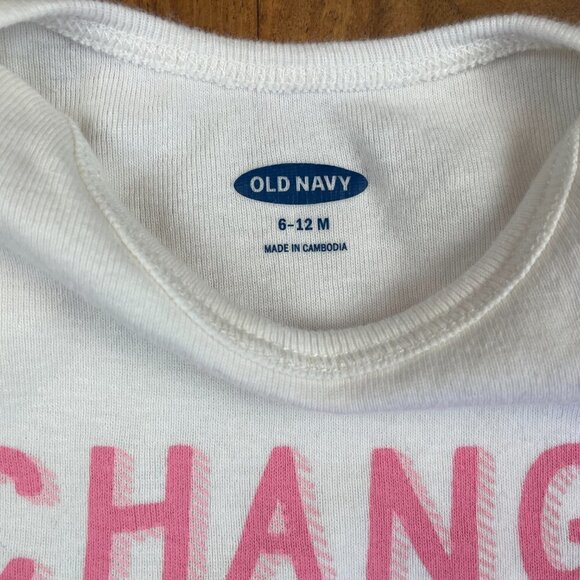 OLD NAVY
6-12 M
MADE IN CAMBODIA
CHANG